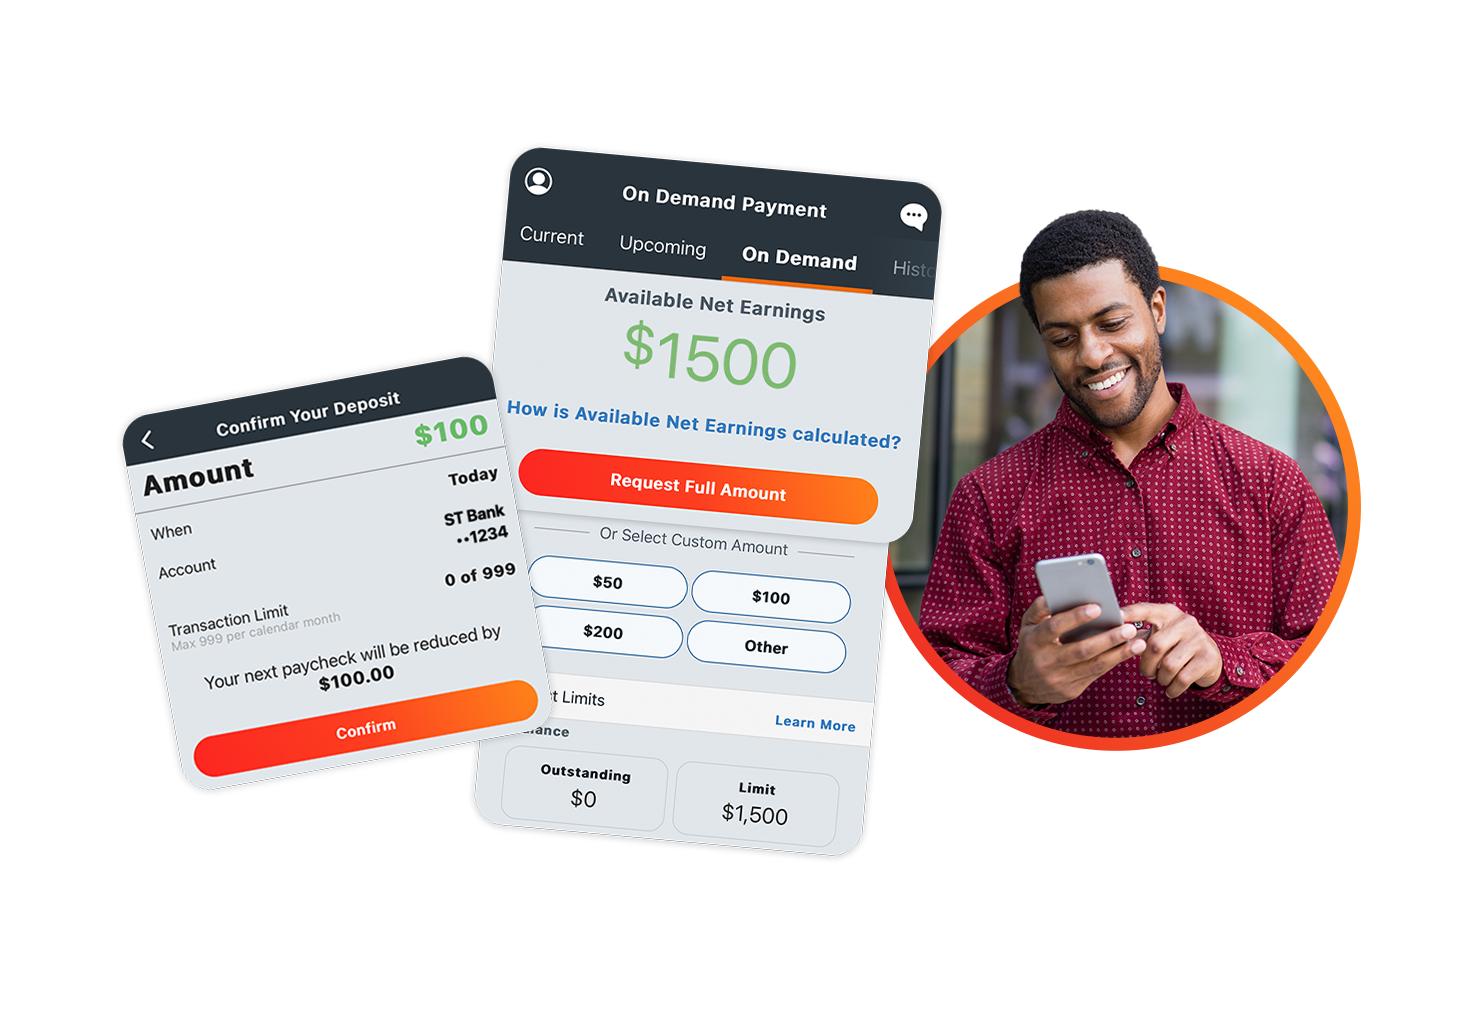 On Demand Payment
Current Upcoming On Demand Histo
Available Net Earnings
$1500
How is Available Net Earnings calculated?
Request Full Amount
Or Select Custom Amount
$50 $100
$200 Other
Limits Learn More
Outstanding Limit
$0 $1,500
Confirm Your Deposit
Amount $100
When Today
Account ST Bank
••1234
Transaction Limit 0 of 999
Max 999 per calendar month
Your next paycheck will be reduced by
$100.00
Confirm